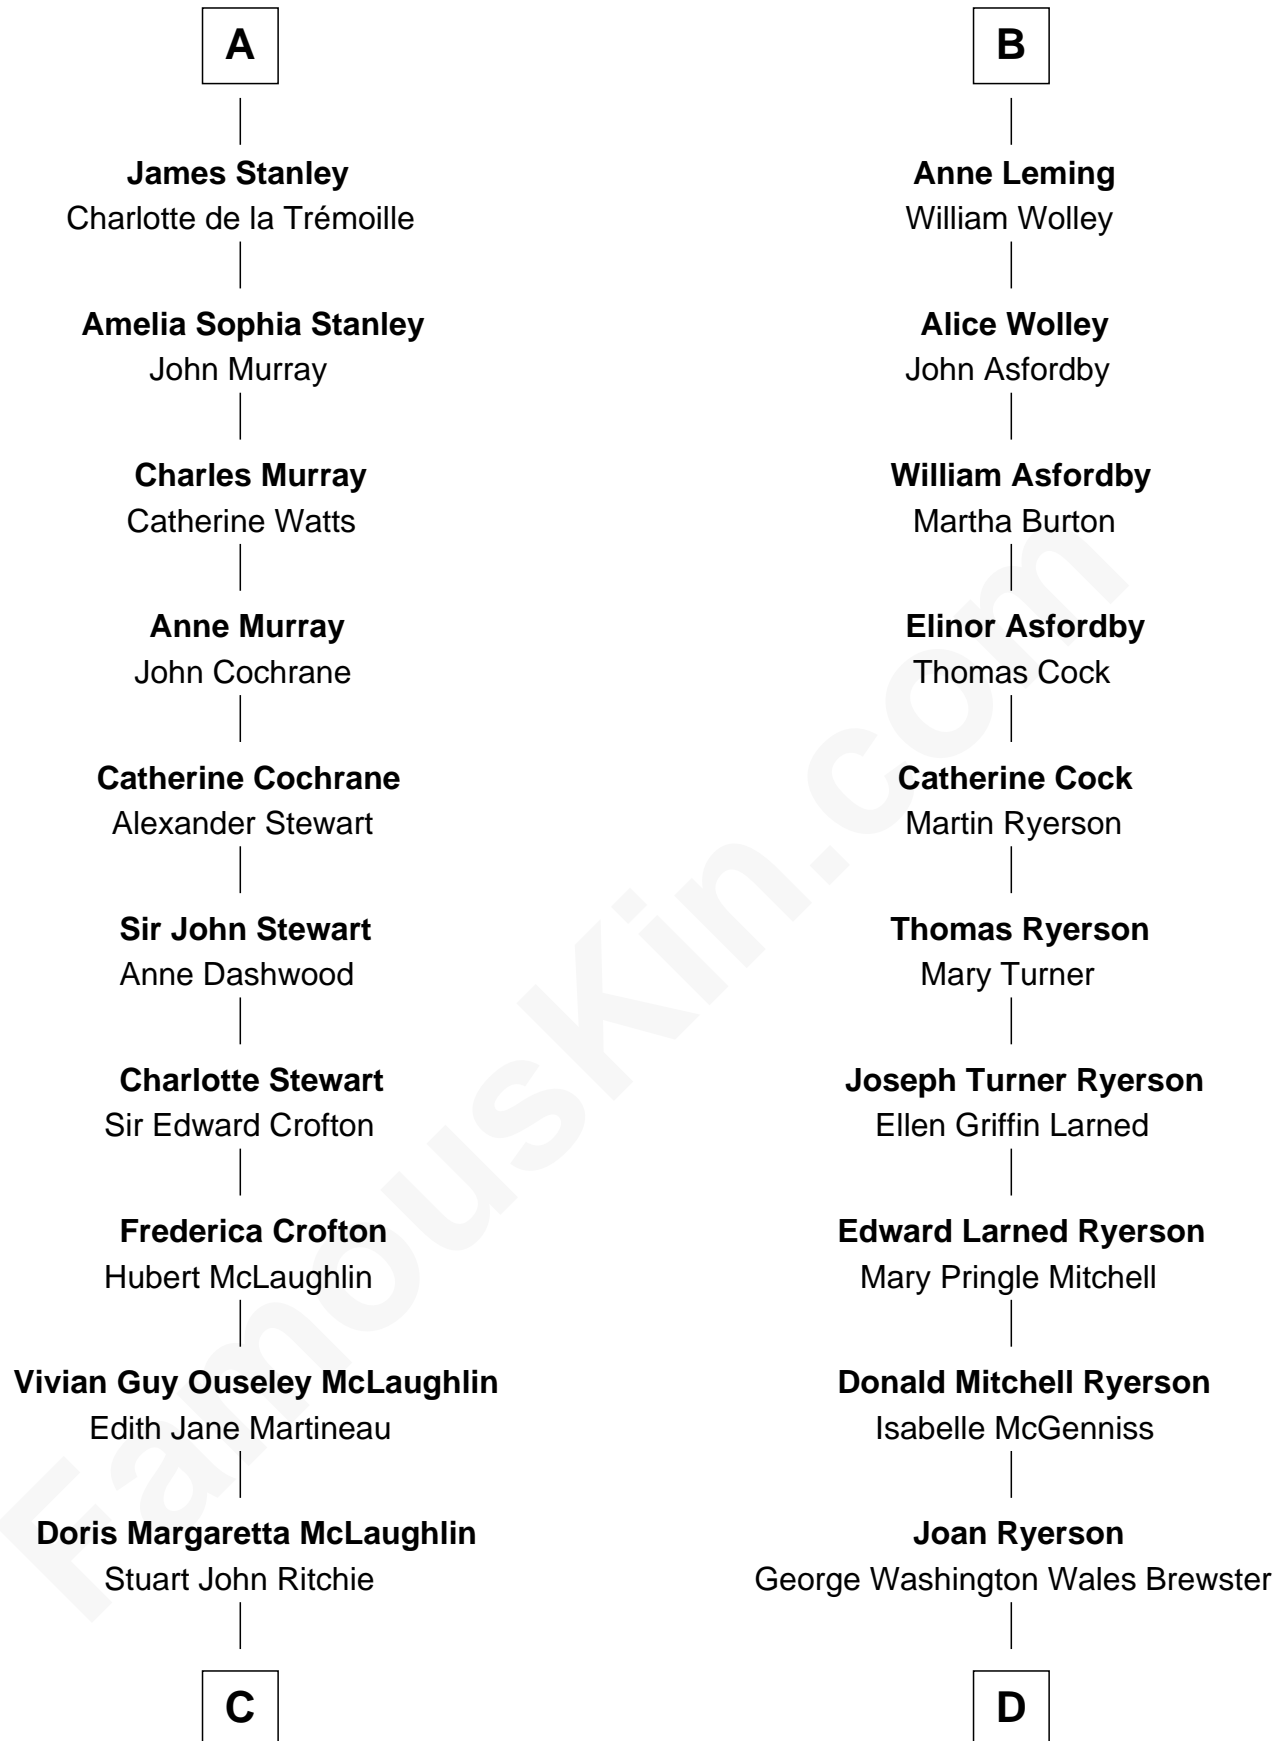 A
James Stanley
Charlotte de la Trémoille
Amelia Sophia Stanley
John Murray
Charles Murray
Catherine Watts
Anne Murray
John Cochrane
Catherine Cochrane
Alexander Stewart
Sir John Stewart
Anne Dashwood
Charlotte Stewart
Sir Edward Crofton
Frederica Crofton
Hubert McLaughlin
Vivian Guy Ouseley McLaughlin
Edith Jane Martineau
Doris Margaretta McLaughlin
Stuart John Ritchie
C
B
Anne Leming
William Wolley
Alice Wolley
John Asfordby
William Asfordby
Martha Burton
Elinor Asfordby
Thomas Cock
Catherine Cock
Martin Ryerson
Thomas Ryerson
Mary Turner
Joseph Turner Ryerson
Ellen Griffin Larned
Edward Larned Ryerson
Mary Pringle Mitchell
Donald Mitchell Ryerson
Isabelle McGenniss
Joan Ryerson
George Washington Wales Brewster
D
FamousKin.com